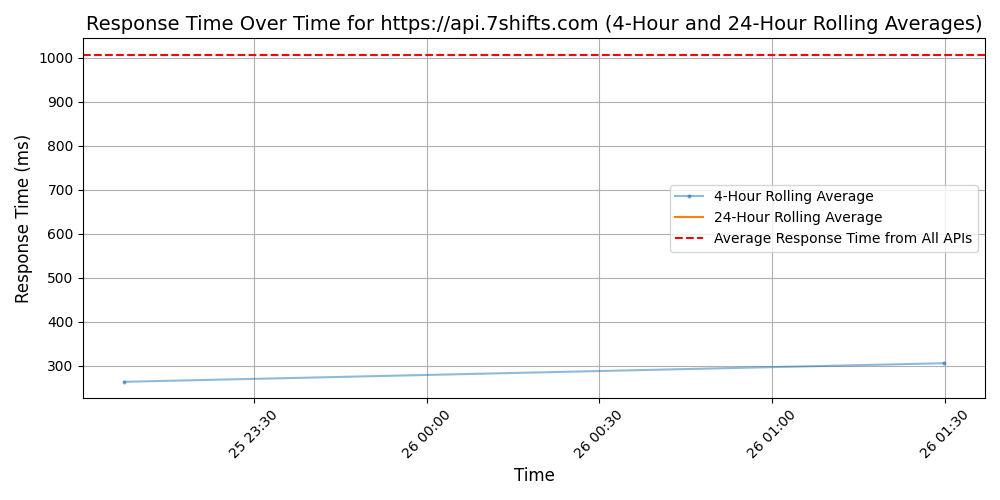 Response Time Over Time for https://api.7shifts.com (4-Hour and 24-Hour Rolling Averages)
Response Time (ms)
1000
900
800
700
600
500
400
300
4-Hour Rolling Average
24-Hour Rolling Average
Average Response Time from All APIs
25 23:30
26 00:00
26 00:30
26 01:00
26 01:30
Time